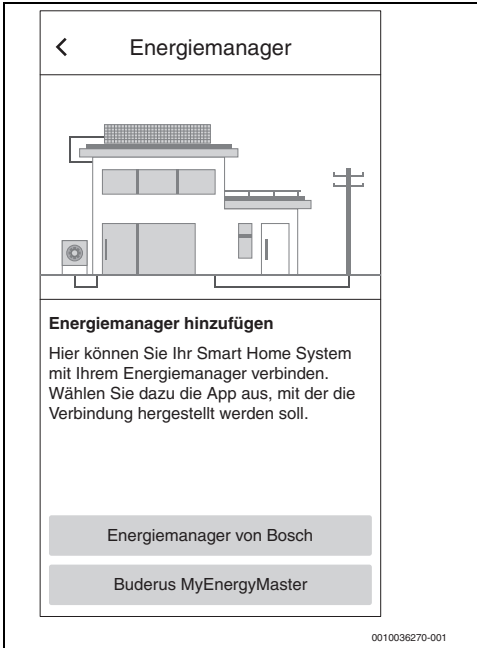 Energiemanager
Energiemanager hinzufügen
Hier können Sie Ihr Smart Home System
mit Ihrem Energiemanager verbinden.
Wählen Sie dazu die App aus, mit der die
Verbindung hergestellt werden soll.
Energiemanager von Bosch
Buderus MyEnergyMaster
0010036270-001